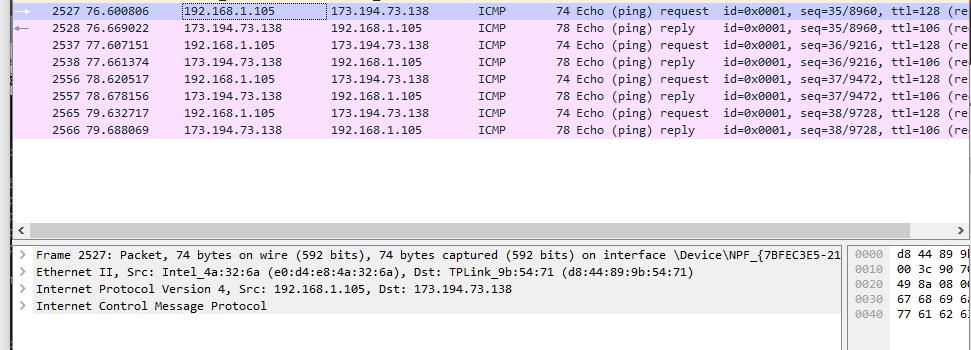 2527 76.600806 192.168.1.105 173.194.73.138 ICMP 74 Echo (ping) request id=0x0001, seq=35/8960, ttl=128 (re
2528 76.669022 173.194.73.138 192.168.1.105 ICMP 78 Echo (ping) reply id=0x0001, seq=35/8960, ttl=106 (re
2537 77.607151 192.168.1.105 173.194.73.138 ICMP 74 Echo (ping) request id=0x0001, seq=36/9216, ttl=128 (re
2538 77.661374 173.194.73.138 192.168.1.105 ICMP 78 Echo (ping) reply id=0x0001, seq=36/9216, ttl=106 (re
2556 78.620517 192.168.1.105 173.194.73.138 ICMP 74 Echo (ping) request id=0x0001, seq=37/9472, ttl=128 (re
2557 78.678156 173.194.73.138 192.168.1.105 ICMP 78 Echo (ping) reply id=0x0001, seq=37/9472, ttl=106 (re
2565 79.632717 192.168.1.105 173.194.73.138 ICMP 74 Echo (ping) request id=0x0001, seq=38/9728, ttl=128 (re
2566 79.688069 173.194.73.138 192.168.1.105 ICMP 78 Echo (ping) reply id=0x0001, seq=38/9728, ttl=106 (re
Frame 2527: Packet, 74 bytes on wire (592 bits), 74 bytes captured (592 bits) on interface \Device\NPF_{7BFEC3E5-21
Ethernet II, Src: Intel_4a:32:6a (e0:d4:e8:4a:32:6a), Dst: TPLink_9b:54:71 (d8:44:89:9b:54:71)
Internet Protocol Version 4, Src: 192.168.1.105, Dst: 173.194.73.138
Internet Control Message Protocol
0000 d8 44 89 9b
0010 00 3c 90 70
0020 49 8a 08 00
0030 67 68 69 6a
0040 77 61 62 63